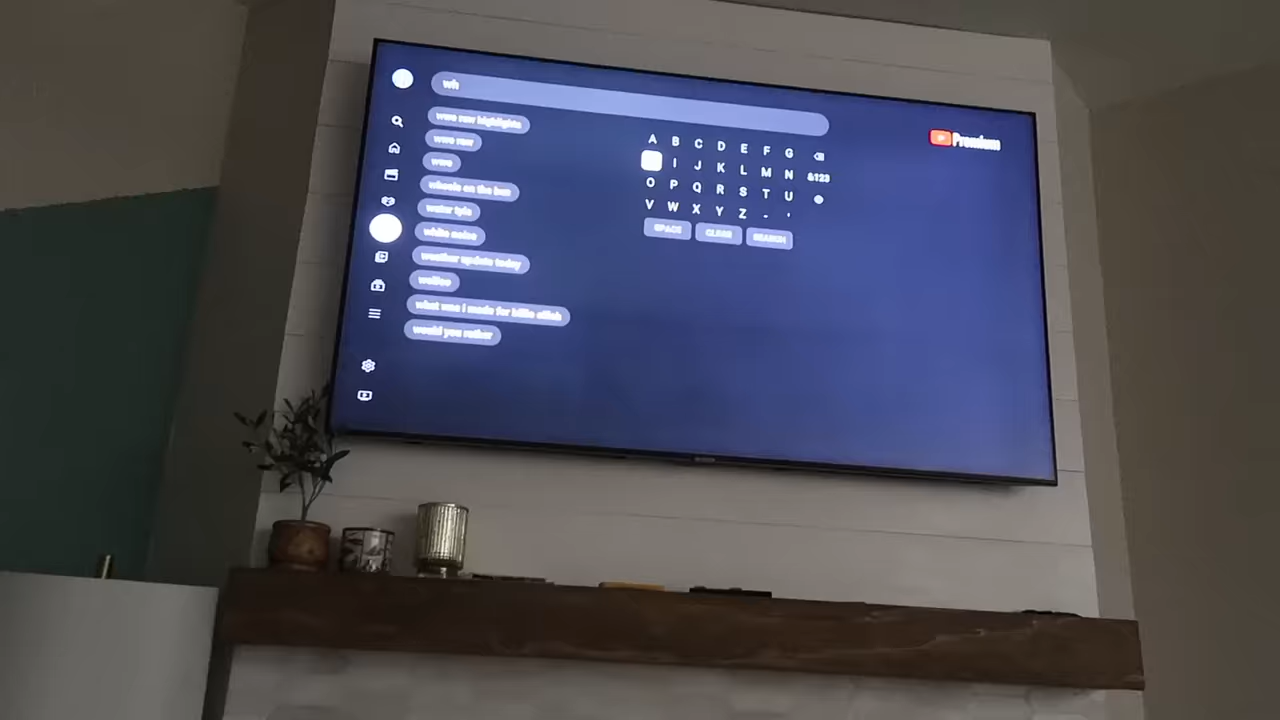 wh
wwe raw highlights
wwe raw
wwe
wheels on the bus
water tyla
white noise
weather update today
wolfoo
what was i made for billie eilish
would you rather
A B C D E F G
I J K L M N &123
O P Q R S T U
V W X Y Z - '
SPACE CLEAR SEARCH
Premium